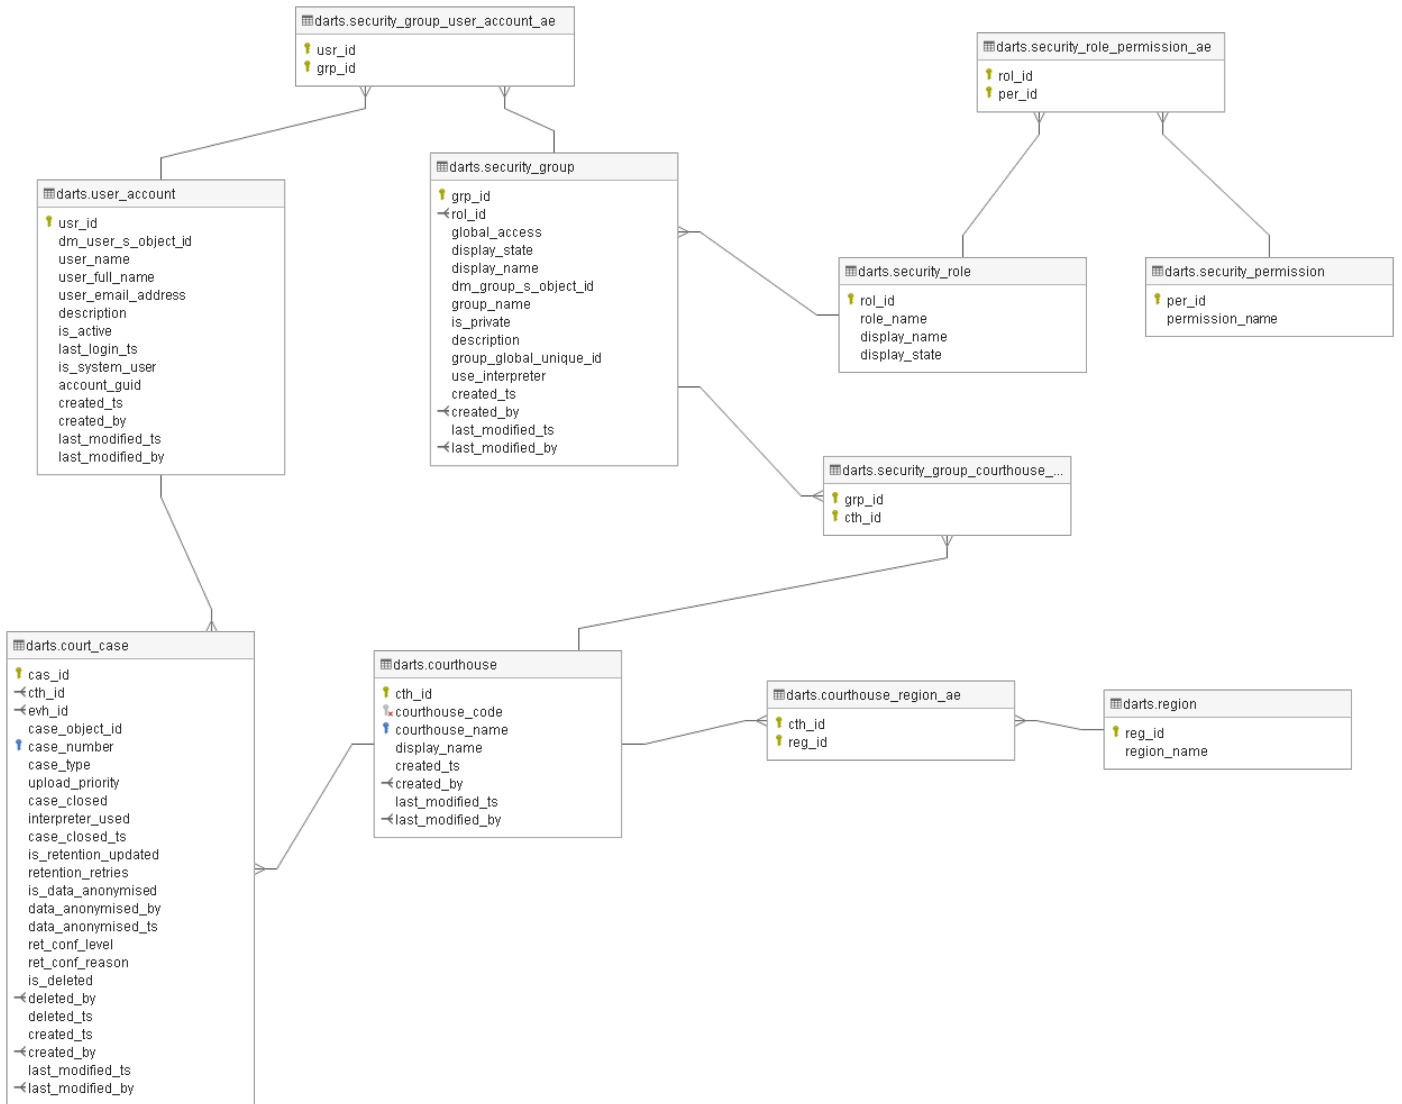 darts.security_group_user_account_ae
usr_id
grp_id
darts.security_role_permission_ae
rol_id
per_id
darts.user_account
usr_id
dm_user_s_object_id
user_name
user_full_name
user_email_address
description
is_active
last_login_ts
is_system_user
account_guid
created_ts
created_by
last_modified_ts
last_modified_by
darts.security_group
grp_id
rol_id
global_access
display_state
display_name
dm_group_s_object_id
group_name
is_private
description
group_global_unique_id
use_interpreter
created_ts
created_by
last_modified_ts
last_modified_by
darts.security_role
rol_id
role_name
display_name
display_state
darts.security_permission
per_id
permission_name
darts.security_group_courthouse_...
grp_id
cth_id
darts.court_case
cas_id
cth_id
evh_id
case_object_id
case_number
case_type
upload_priority
case_closed
interpreter_used
case_closed_ts
is_retention_updated
retention_retries
is_data_anonymised
data_anonymised_by
data_anonymised_ts
ret_conf_level
ret_conf_reason
is_deleted
deleted_by
deleted_ts
created_ts
created_by
last_modified_ts
last_modified_by
darts.courthouse
cth_id
courthouse_code
courthouse_name
display_name
created_ts
created_by
last_modified_ts
last_modified_by
darts.courthouse_region_ae
cth_id
reg_id
darts.region
reg_id
region_name